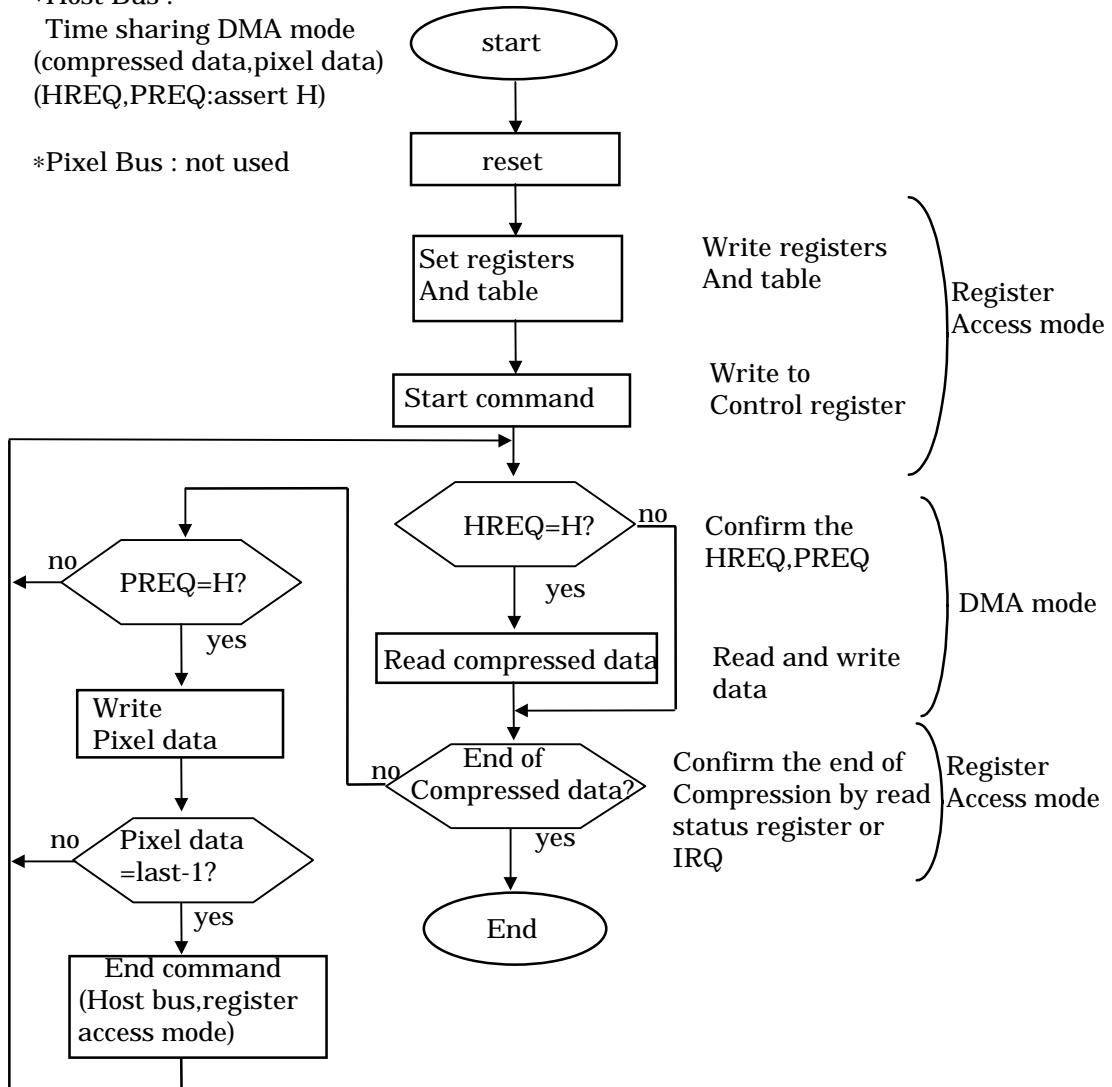 *Host Bus :
Time sharing DMA mode
(compressed data,pixel data)
(HREQ,PREQ:assert H)
*Pixel Bus : not used
start
reset
Set registers
And table
Write registers
And table
Register
Access mode
Start command
Write to
Control register
HREQ=H?
no
yes
Confirm the
HREQ,PREQ
DMA mode
no
PREQ=H?
yes
Read compressed data
Read and write
data
Write
Pixel data
no
End of
Compressed data?
yes
Confirm the end of
Compression by read
status register or
IRQ
Register
Access mode
no
Pixel data
=last-1?
yes
End
End command
(Host bus,register
access mode)